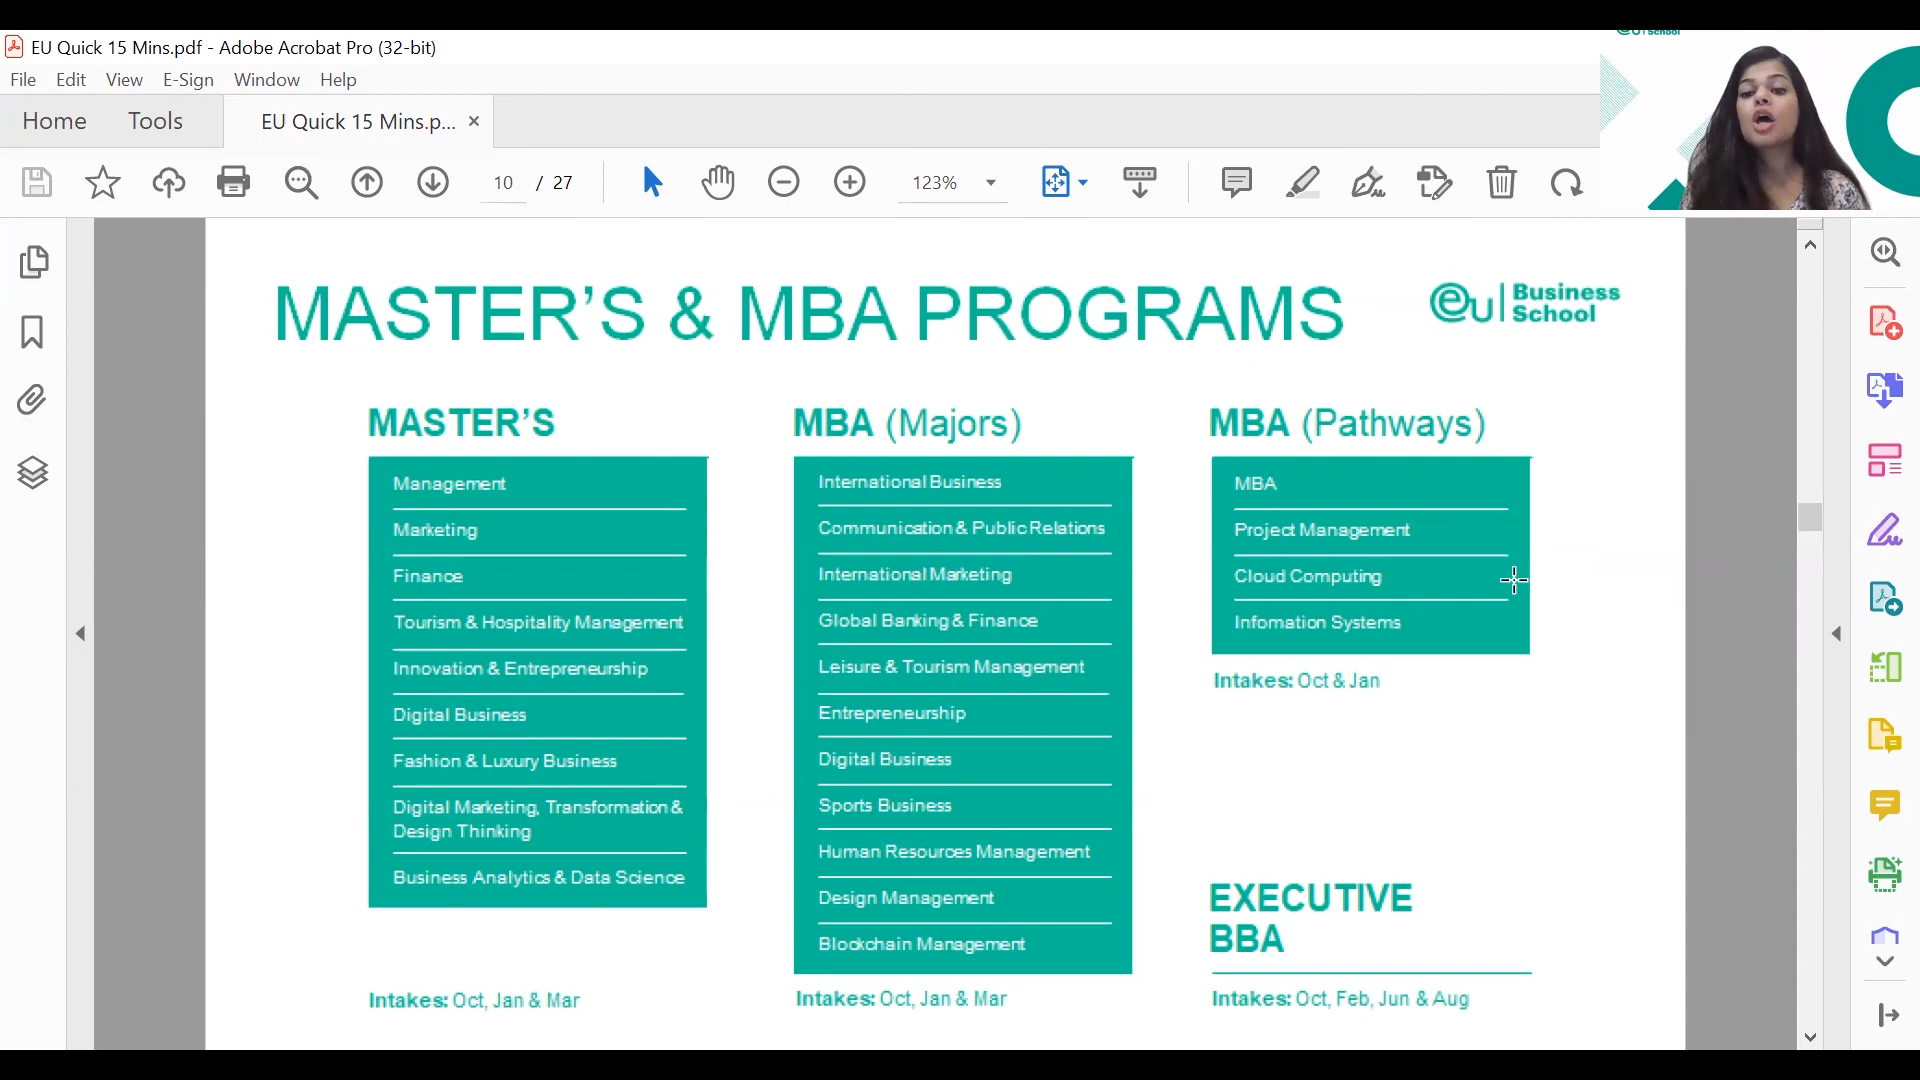 EU Quick 15 Mins.pdf - Adobe Acrobat Pro (32-bit)
File Edit View E-Sign Window Help
Home Tools EU Quick 15 Mins.p... ×
10 / 27 123%
eu School
MASTER’S & MBA PROGRAMS
eu Business
School
MASTER’S
Management
Marketing
Finance
Tourism & Hospitality Management
Innovation & Entrepreneurship
Digital Business
Fashion & Luxury Business
Digital Marketing, Transformation &
Design Thinking
Business Analytics & Data Science
Intakes: Oct, Jan & Mar
MBA (Majors)
International Business
Communication & Public Relations
International Marketing
Global Banking & Finance
Leisure & Tourism Management
Entrepreneurship
Digital Business
Sports Business
Human Resources Management
Design Management
Blockchain Management
Intakes: Oct, Jan & Mar
MBA (Pathways)
MBA
Project Management
Cloud Computing
Infomation Systems
Intakes: Oct & Jan
EXECUTIVE
BBA
Intakes: Oct, Feb, Jun & Aug